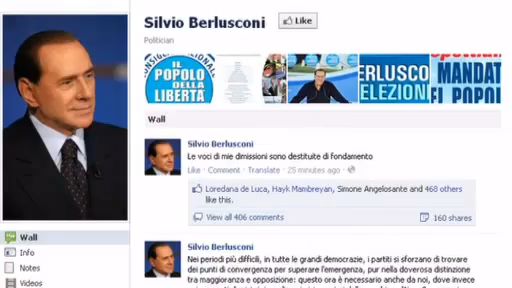 Silvio Berlusconi
Like
Politician
IL
POPOLO
DELLA
LIBERTÀ
ERLUSCO
ELEZION
MANDAT
EL POPOL
Wall
Silvio Berlusconi
Le voci di mie dimissioni sono destituite di fondamento
Like · Comment · Translate · 25 minutes ago ·
Loredana de Luca, Hayk Mambreyan, Simone Angelosante and 468 others
like this.
View all 406 comments
160 shares
Silvio Berlusconi
Nei periodi più difficili, in tutte le grandi democrazie, i partiti si sforzano di trovare
dei punti di convergenza per superare l'emergenza, pur nella doverosa distinzione
tra maggioranza e opposizione: questo ora è necessario anche da noi, dove invece
Wall
Info
Notes
Videos